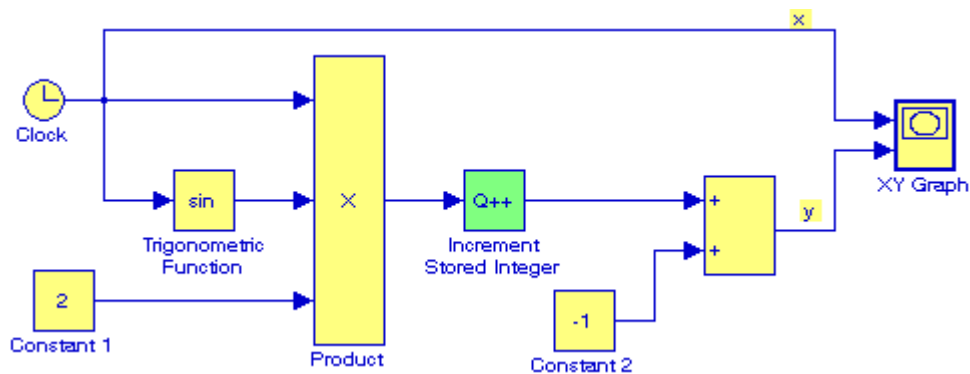 x
Clock
XY Graph
sin
X
Q++
+
y
Trigonometric
Function
Increment
Stored Integer
+
2
-1
Constant 1
Product
Constant 2